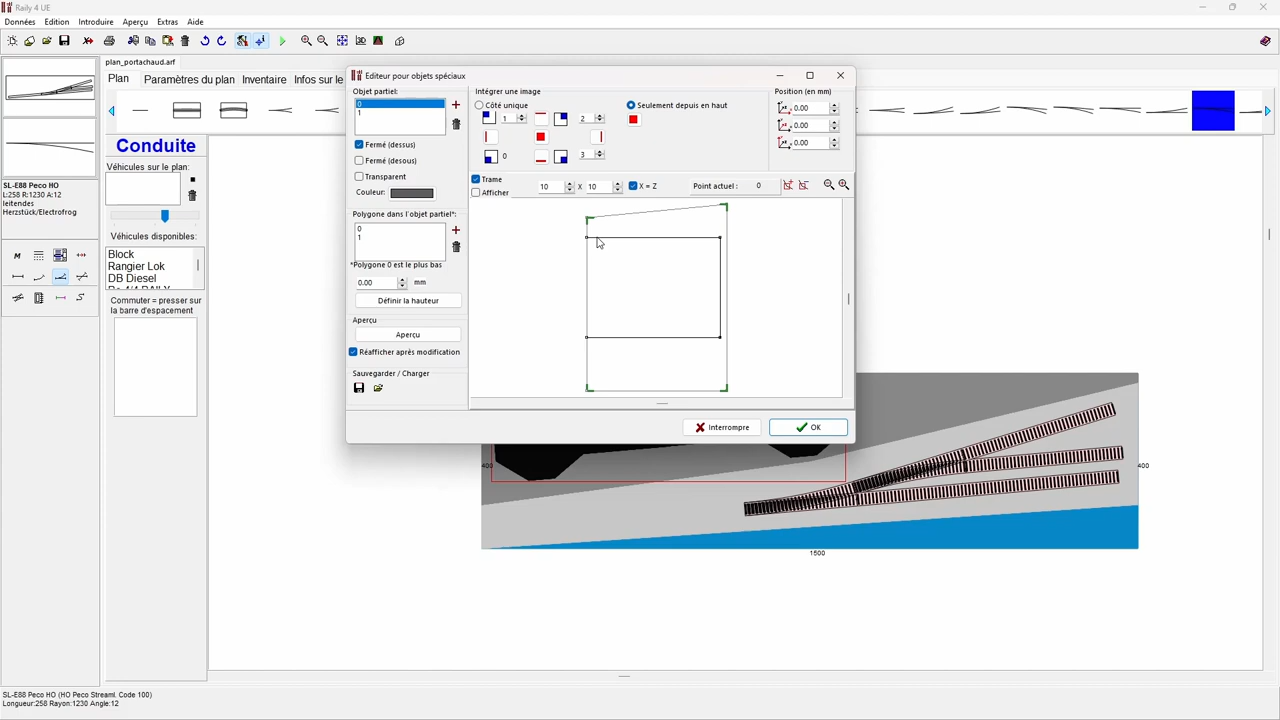 Raily 4 UE
Données Edition Introduire Aperçu Extras Aide
plan_portachaud.arf
Plan Paramètres du plan Inventaire Infos sur le
Conduite
Véhicules sur le plan:
Véhicules disponibles:
Block
Rangier Lok
DB Diesel
Commuter = presser sur
la barre d'espacement
SL-E88 Peco HO
L:258 R:1230 A:12
leitendes
Herzstück/Electrofrog
Editeur pour objets spéciaux
Objet partiel:
0
1
Fermé (dessus)
Fermé (desous)
Transparent
Couleur:
Polygone dans l'objet partiel*:
0
1
*Polygone 0 est le plus bas
0.00 mm
Définir la hauteur
Aperçu
Aperçu
Réafficher après modification
Sauvegarder / Charger
Intégrer une image
Côté unique
Seulement depuis en haut
1 2
0 3
Position (en mm)
0.00
0.00
0.00
Trame
Afficher
10 X 10
X = Z
Point actuel : 0
Interrompre
OK
400
400
1500
SL-E88 Peco HO (HO Peco Streaml. Code 100)
Longueur:258 Rayon:1230 Angle:12